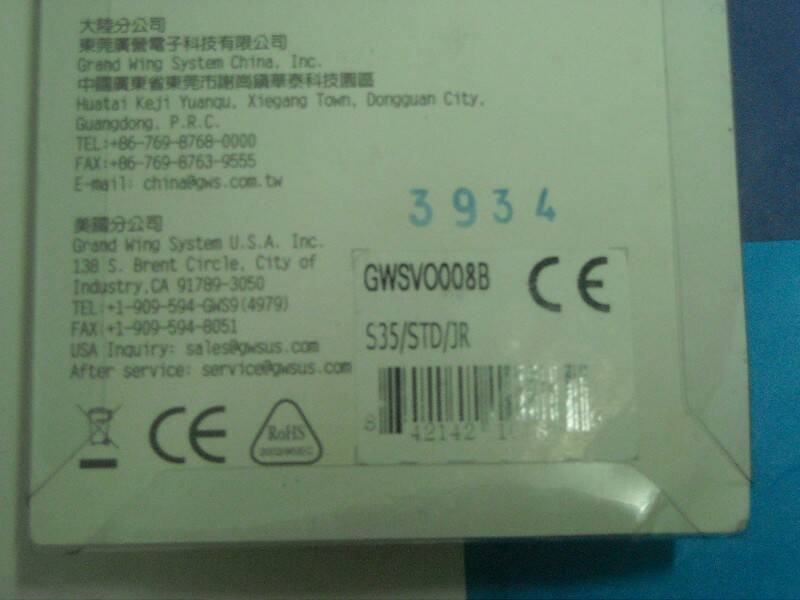 大陸分公司
東莞廣營電子科技有限公司
Grand Wing System China, Inc.
中國廣東省東莞市謝崗鎮華泰科技園區
Huatai Keji Yuanqu, Xiegang Town, Dongguan City,
Guangdong, P.R.C.
TEL:+86-769-8768-0000
FAX:+86-769-8763-9555
E-mail: china@gws.com.tw
3934
美國分公司
Grand Wing System U.S.A. Inc.
138 S. Brent Circle, City of
Industry,CA 91789-3050
TEL:+1-909-594-GWS9(4979)
FAX:+1-909-594-8051
USA Inquiry: sales@gwsus.com
After service: service@gwsus.com
GWSVO008B
CE
S35/STD/JR
8 42142
CE
RoHS
2002/95/EC